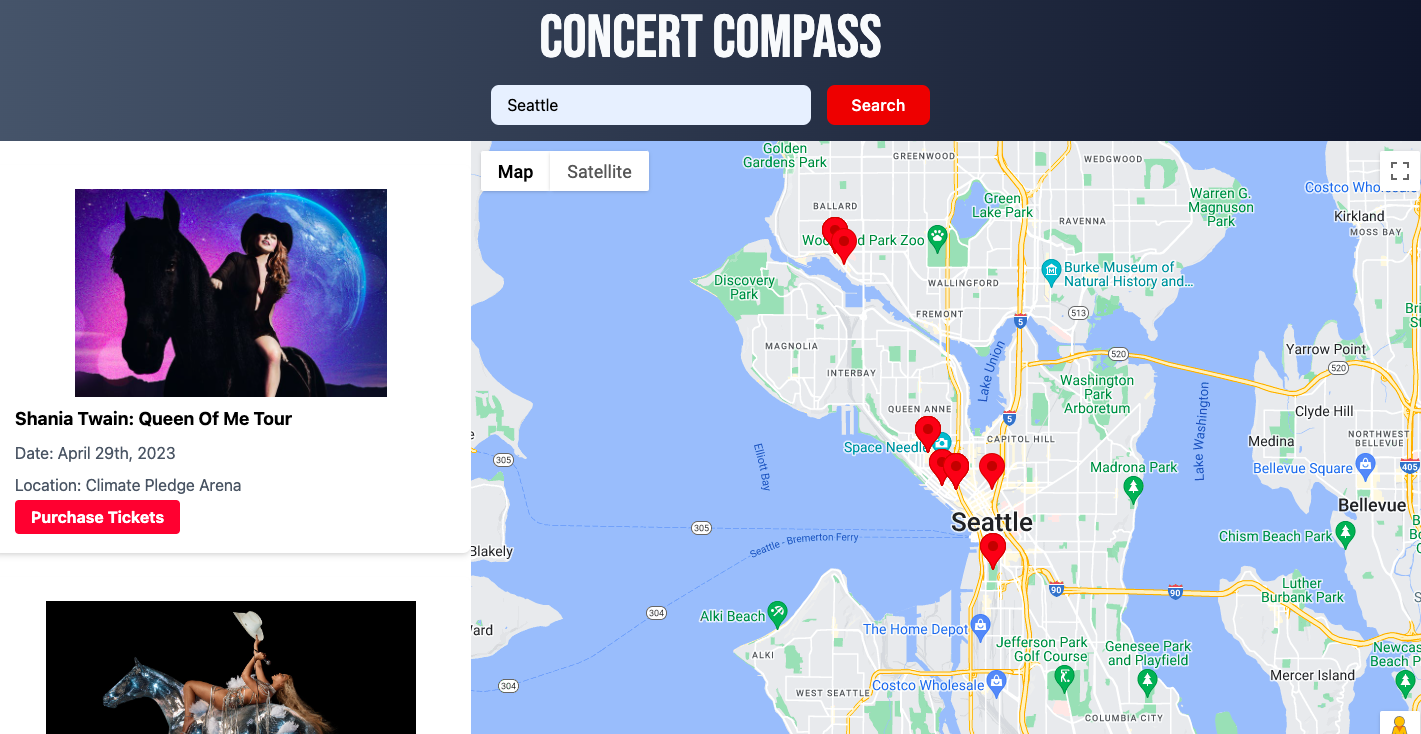 CONCERT COMPASS
Seattle
Search
Shania Twain: Queen Of Me Tour
Date: April 29th, 2023
Location: Climate Pledge Arena
Purchase Tickets
Map
Satellite
Golden
Gardens Park
GREENWOOD
WEDGWOOD
Costco Who
Green
Lake Park
Warren G.
Magnuson
Park
Kirkland
MOSS BAY
BALLARD
RAVENNA
Park Zoo
Burke Museum of
Natural History and...
Discovery
Park
WALLINGFORD
FREMONT
513
5
MAGNOLIA
Yarrow Point
520
520
INTERBAY
Lake Union
Washington
Park
Arboretum
Lake Washington
QUEEN ANNE
5
Clyde Hill
CAPITOL HILL
Space Needle
Medina
NORTHWEST
BELLEVUE
305
Elliott Bay
Madrona Park
Bellevue Square
405
Bellevue
Seattle
305
Chism Beach Park
Seattle - Bremerton Ferry
Blakely
90
90
Luther
Burbank Park
304
Alki Beach
The Home Depot
Jefferson Park
Golf Course
Genesee Park
and Playfield
ALKI
Mercer Island
304
WEST SEATTLE
Costco Wholesale
COLUMBIA CITY